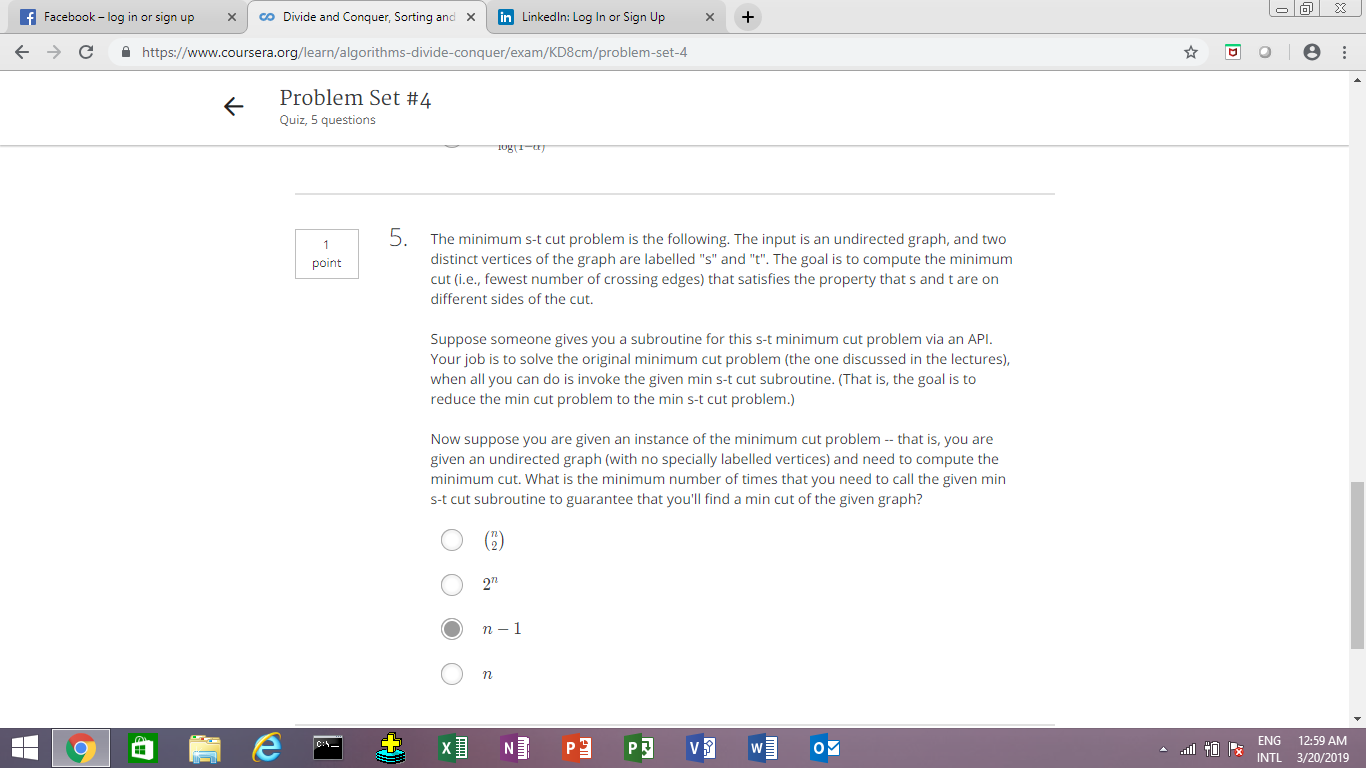 Facebook – log in or sign up
Divide and Conquer, Sorting and
in LinkedIn: Log In or Sign Up
https://www.coursera.org/learn/algorithms-divide-conquer/exam/KD8cm/problem-set-4
Problem Set #4
Quiz, 5 questions
log(1−α)
1
point
5.
The minimum s-t cut problem is the following. The input is an undirected graph, and two
distinct vertices of the graph are labelled "s" and "t". The goal is to compute the minimum
cut (i.e., fewest number of crossing edges) that satisfies the property that s and t are on
different sides of the cut.
Suppose someone gives you a subroutine for this s-t minimum cut problem via an API.
Your job is to solve the original minimum cut problem (the one discussed in the lectures),
when all you can do is invoke the given min s-t cut subroutine. (That is, the goal is to
reduce the min cut problem to the min s-t cut problem.)
Now suppose you are given an instance of the minimum cut problem -- that is, you are
given an undirected graph (with no specially labelled vertices) and need to compute the
minimum cut. What is the minimum number of times that you need to call the given min
s-t cut subroutine to guarantee that you'll find a min cut of the given graph?
(n 2)
2ⁿ
n − 1
n
ENG 12:59 AM
INTL 3/20/2019